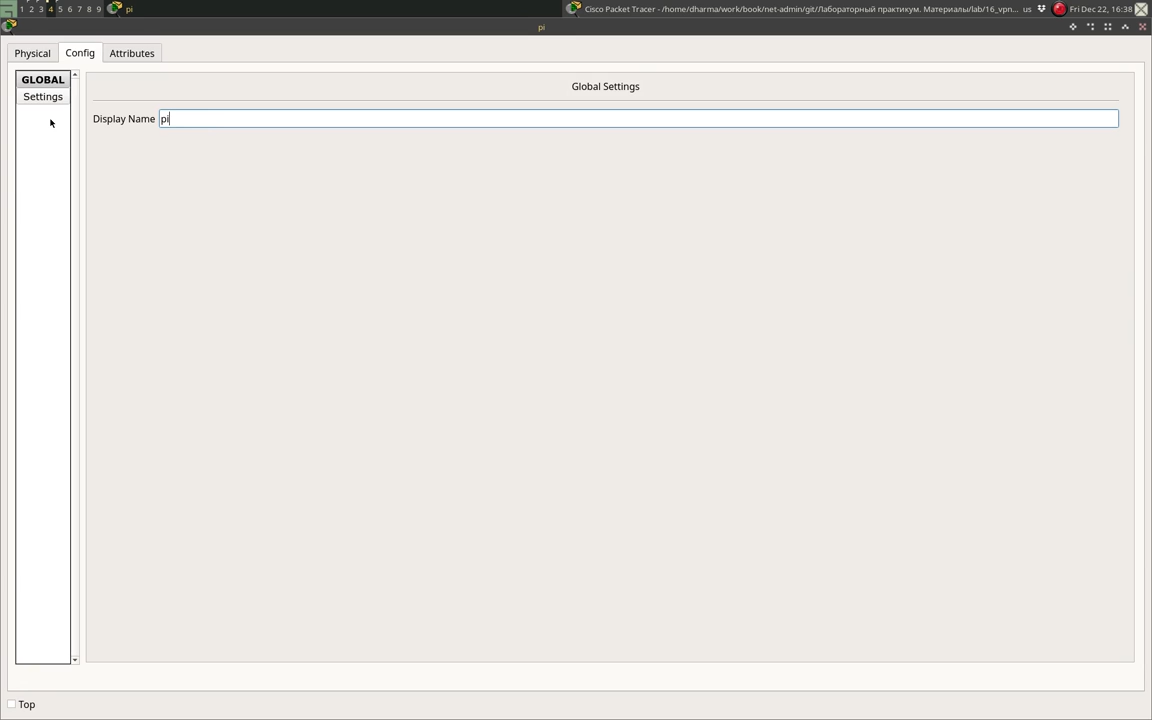 1 2 3 4 5 6 7 8 9 pi Cisco Packet Tracer - /home/dharma/work/book/net-admin/git/Лабораторный практикум. Материалы/lab/16_vpn... us Fri Dec 22, 16:38
pi
Physical Config Attributes
GLOBAL
Settings
Global Settings
Display Name pi
Top